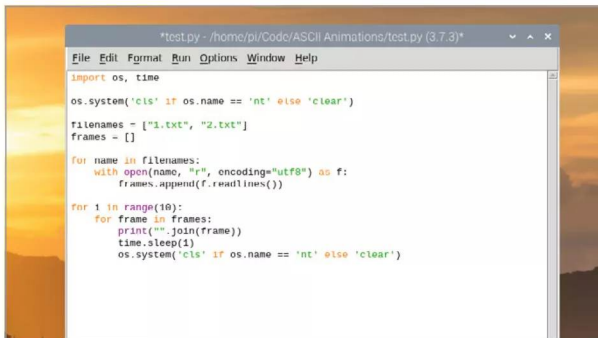 *test.py - /home/pi/Code/ASCII Animations/test.py (3.7.3)*
File Edit Format Run Options Window Help
import os, time
os.system('cls' if os.name == 'nt' else 'clear')
filenames = ["1.txt", "2.txt"]
frames = []
for name in filenames:
    with open(name, "r", encoding="utf8") as f:
        frames.append(f.readlines())
for i in range(10):
    for frame in frames:
        print("".join(frame))
        time.sleep(1)
        os.system('cls' if os.name == 'nt' else 'clear')